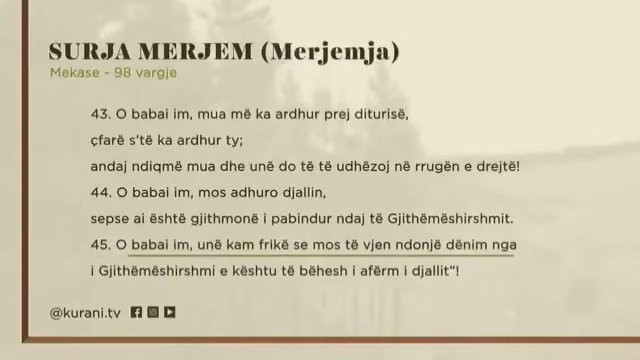 SURJA MERJEM (Merjemja)
Mekase - 98 vargje
43. O babai im, mua më ka ardhur prej diturisë,
çfarë s'të ka ardhur ty;
andaj ndiqmë mua dhe unë do të të udhëzoj në rrugën e drejtë!
44. O babai im, mos adhuro djallin,
sepse ai është gjithmonë i pabindur ndaj të Gjithëmëshirshmit.
45. O babai im, unë kam frikë se mos të vjen ndonjë dënim nga
i Gjithëmëshirshmi e kështu të bëhesh i afërm i djallit"!
@kurani.tv